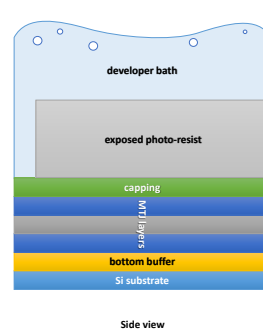 developer bath
exposed photo-resist
capping
MTJ layers
bottom buffer
Si substrate
Side view